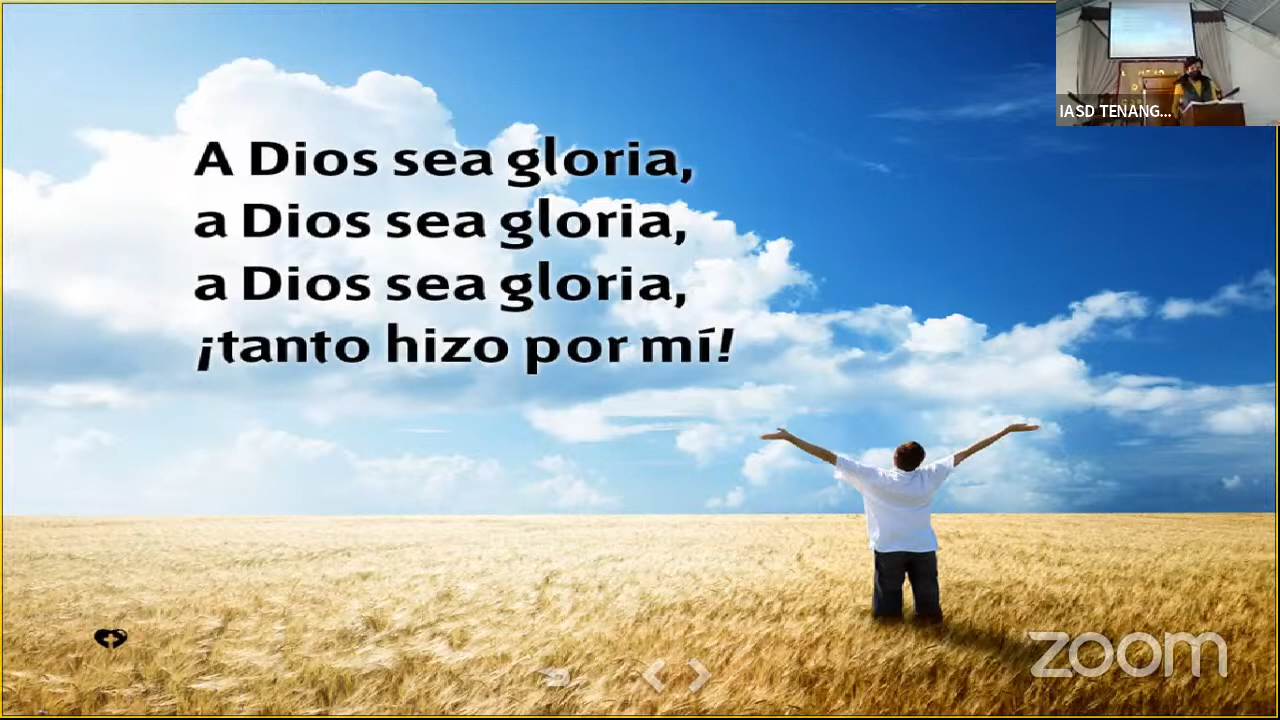 A Dios sea gloria,
a Dios sea gloria,
a Dios sea gloria,
¡tanto hizo por mí!
IASD TENANG...
zoom